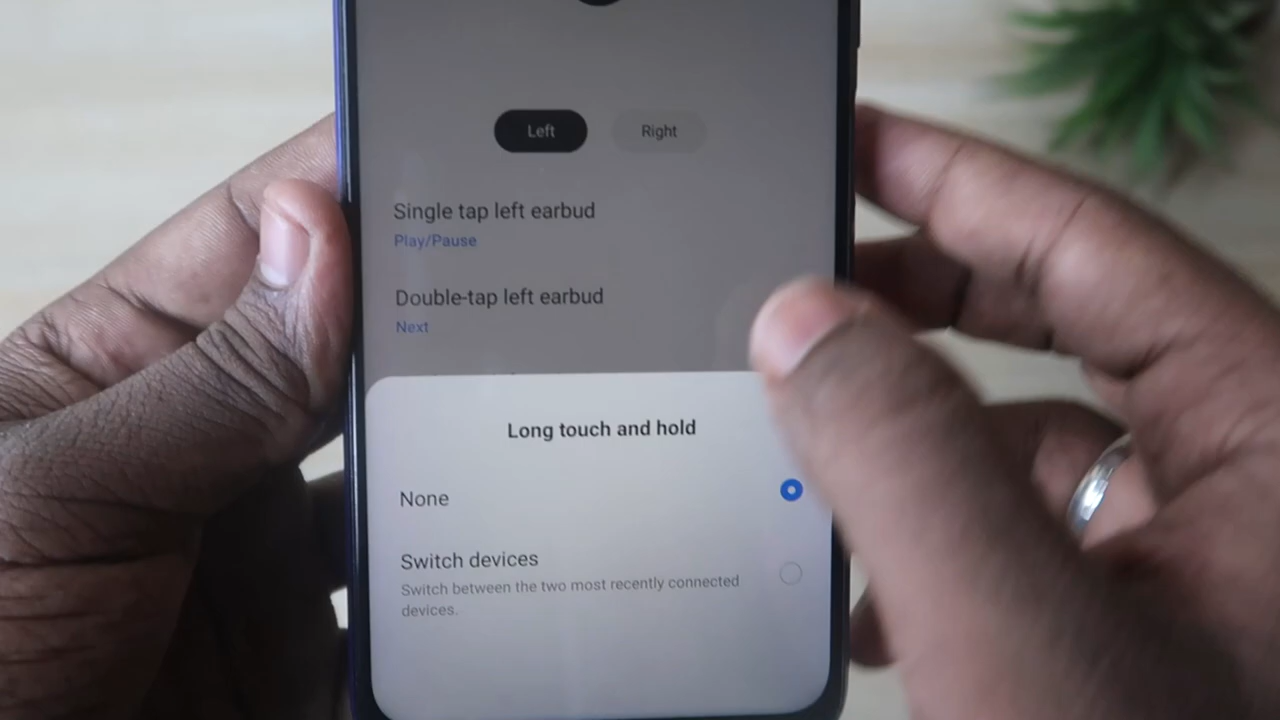 Left Right
Single tap left earbud
Play/Pause
Double-tap left earbud
Next
Long touch and hold
None
Switch devices
Switch between the two most recently connected
devices.